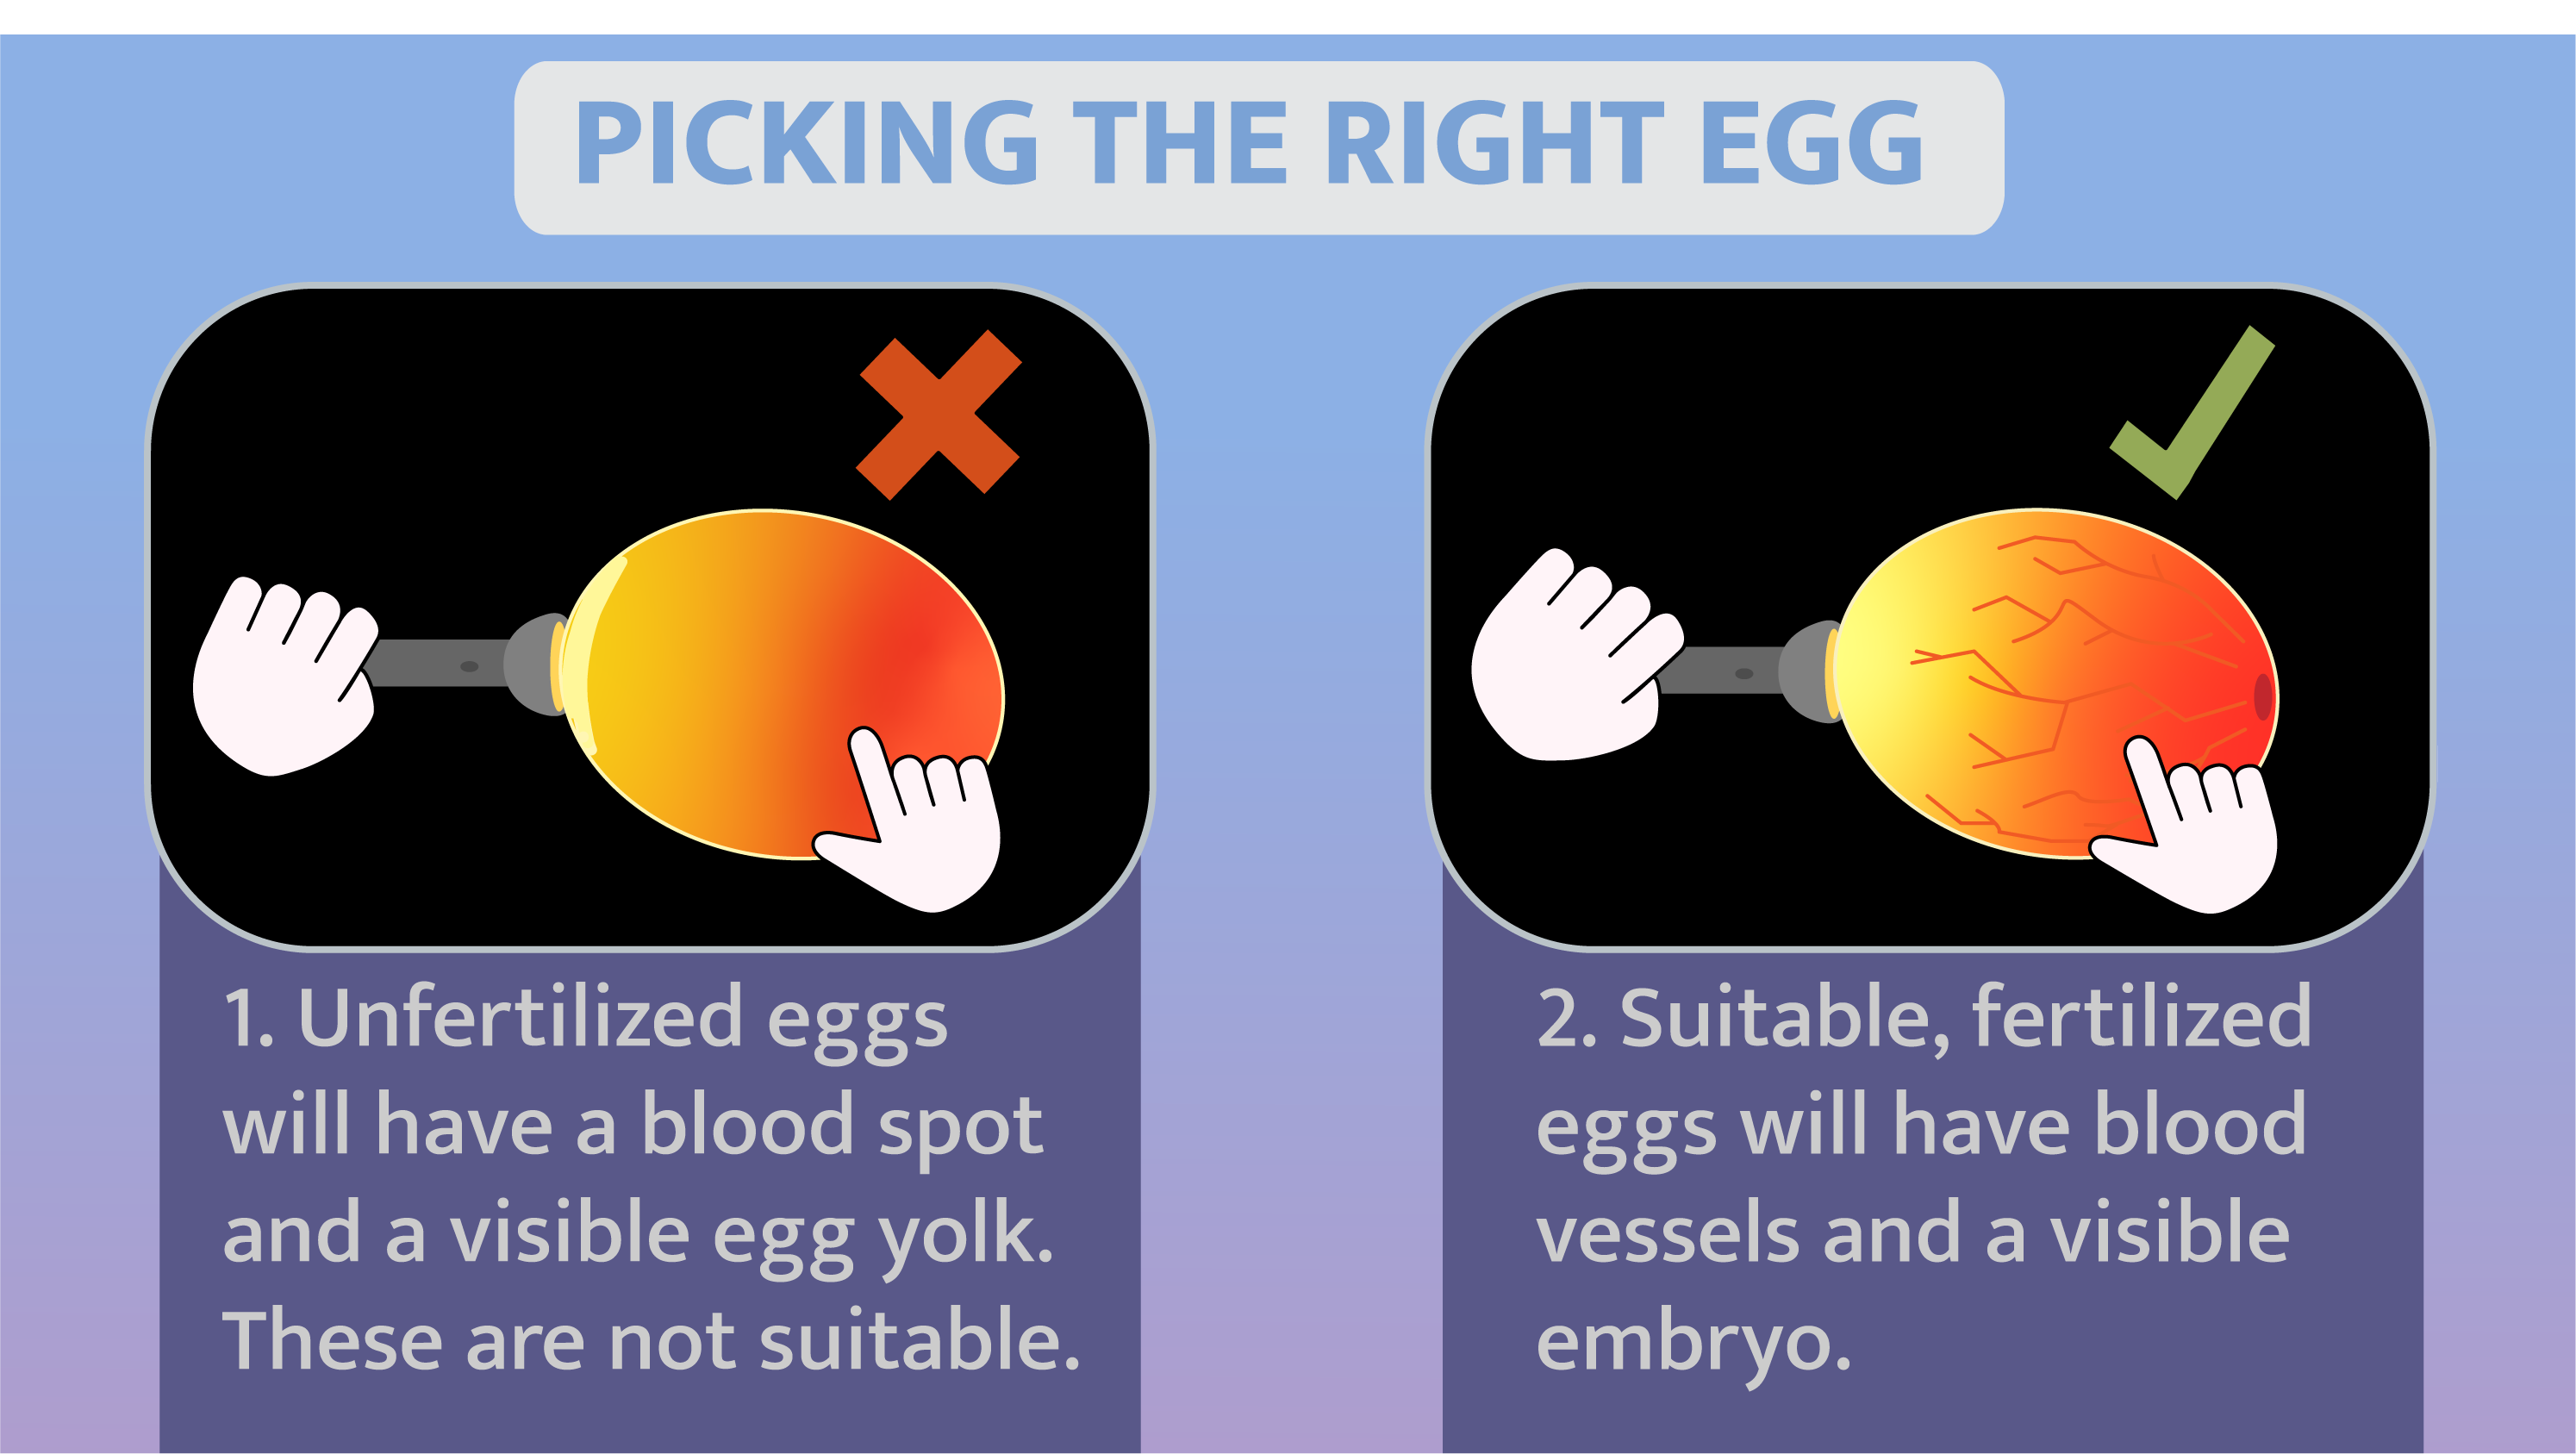 PICKING THE RIGHT EGG
1. Unfertilized eggs
will have a blood spot
and a visible egg yolk.
These are not suitable.
2. Suitable, fertilized
eggs will have blood
vessels and a visible
embryo.